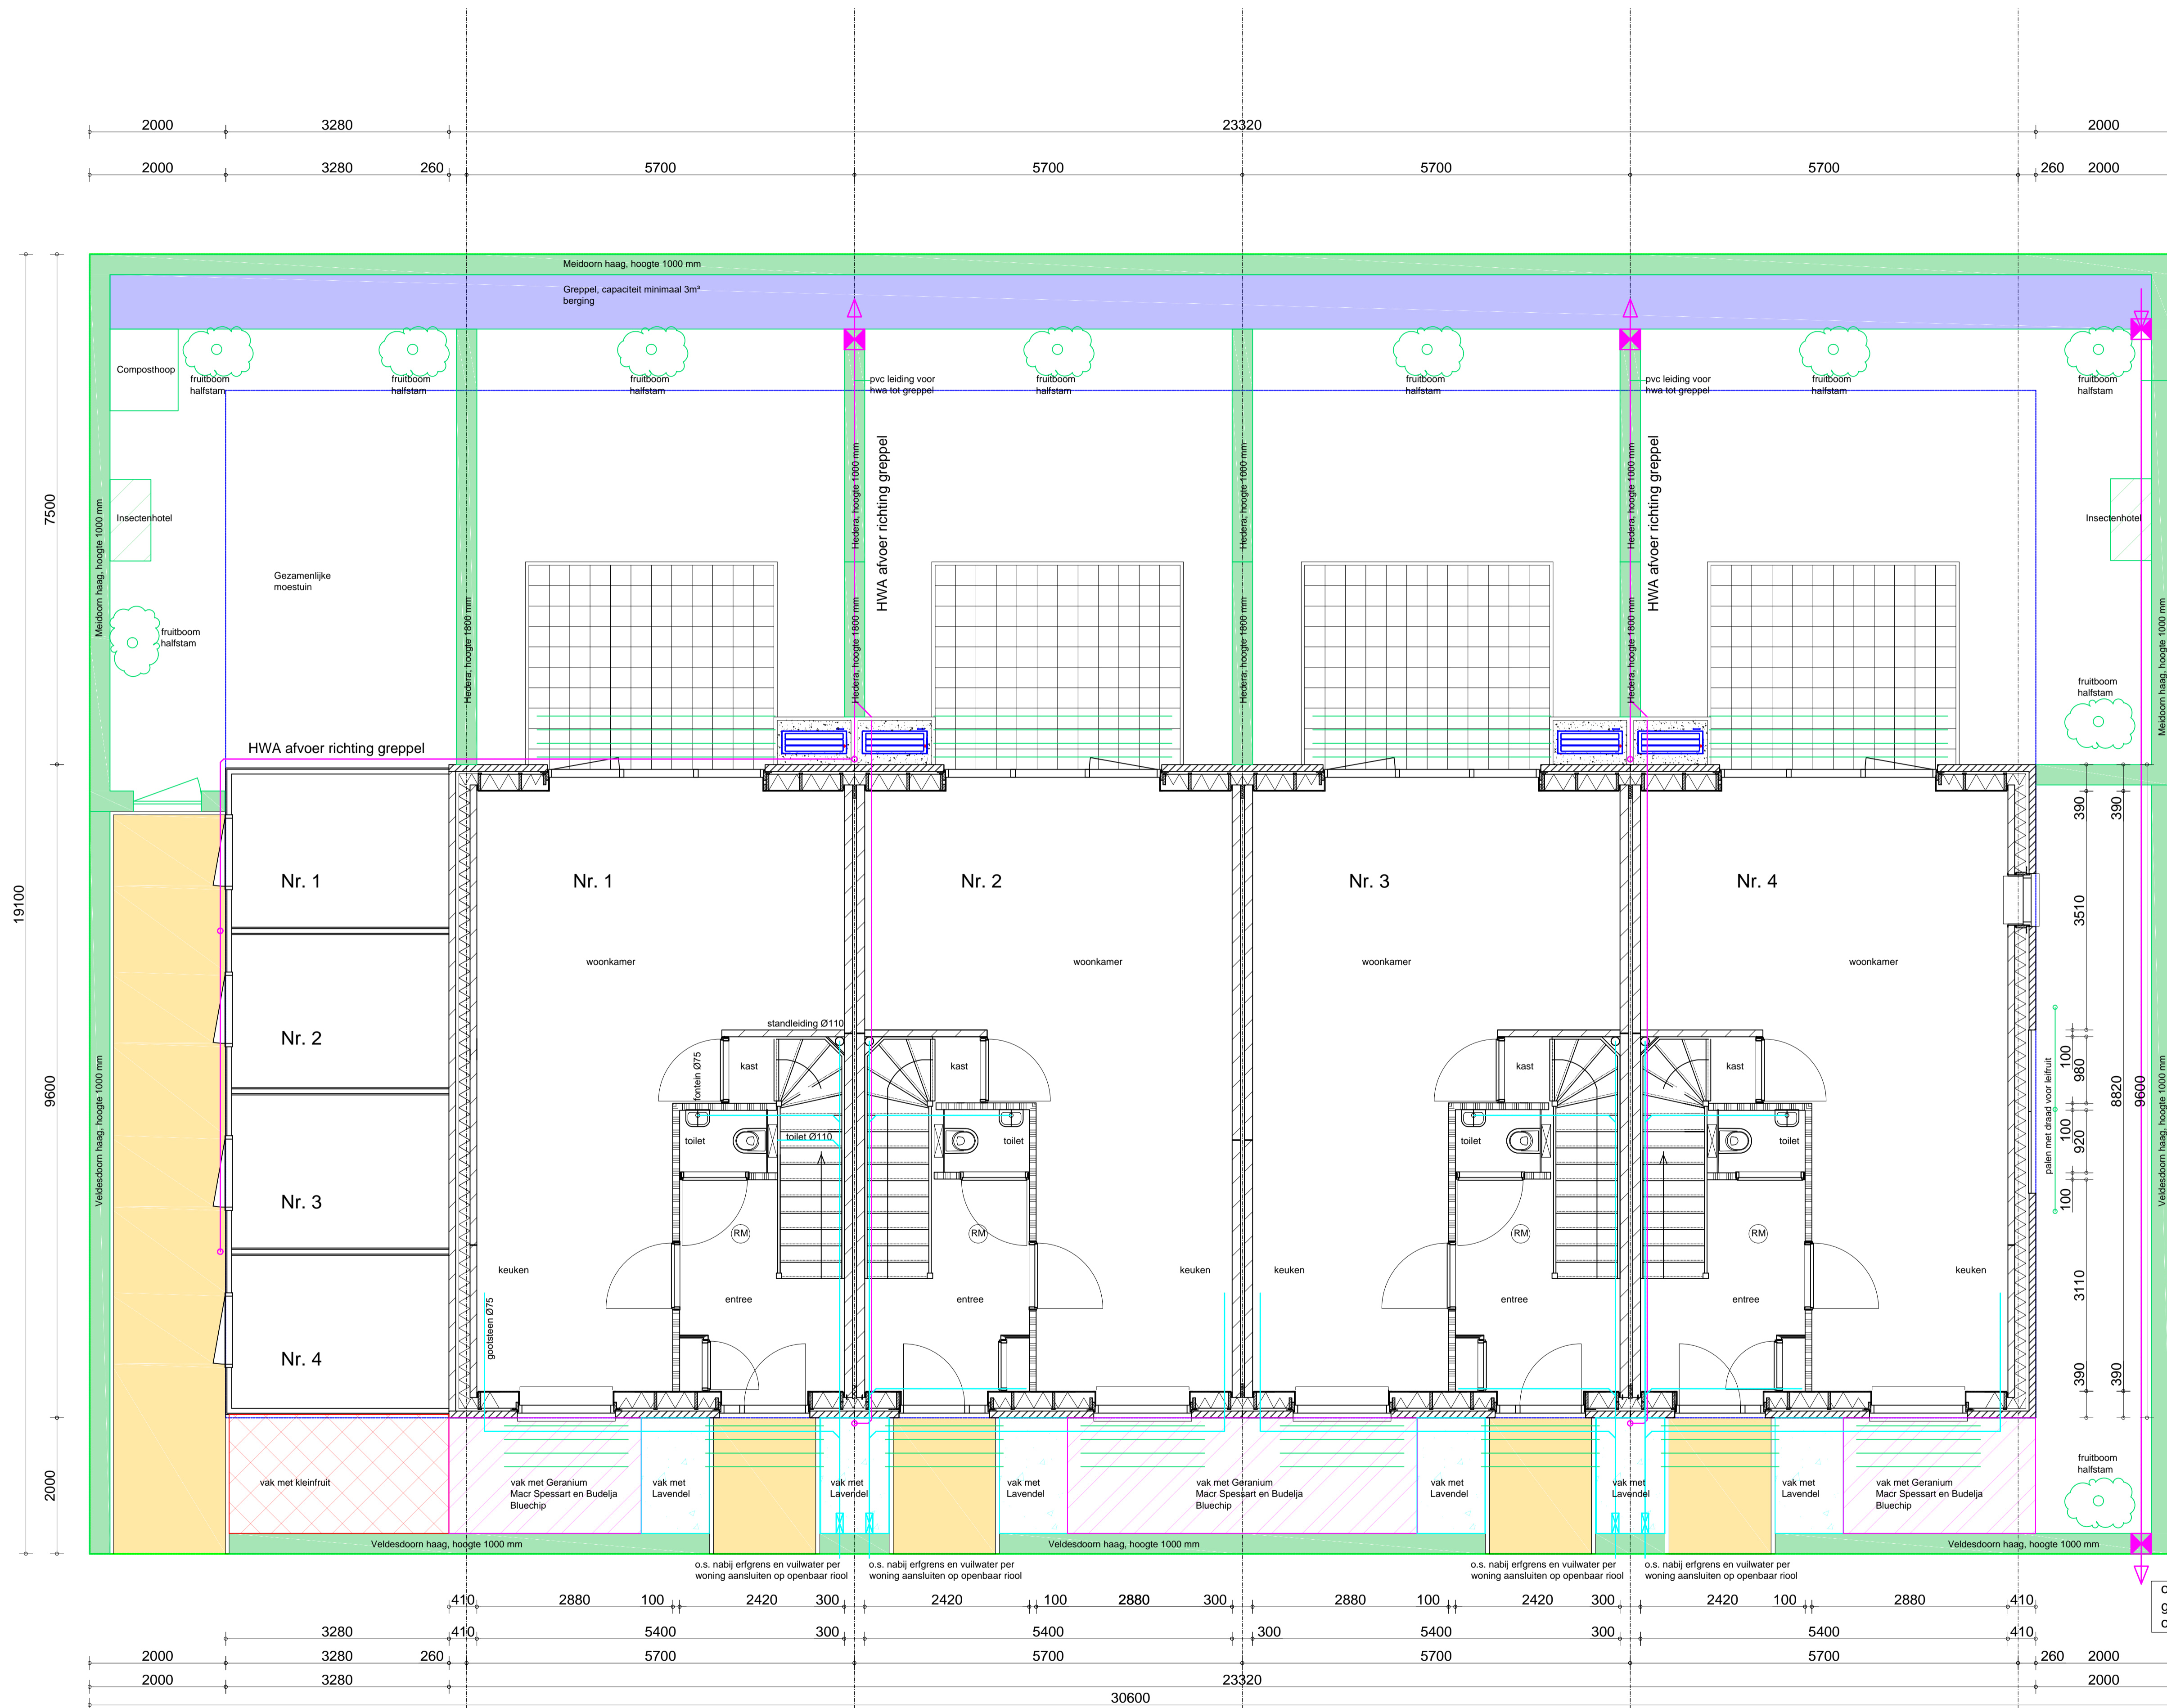 2000 3280 23320 2000
2000 3280 260 5700 5700 5700 5700 260 2000
Meidoorn haag, hoogte 1000 mm
Greppel, capaciteit minimaal 3m³
berging
Composthoop
fruitboom
halfstam
fruitboom
halfstam
fruitboom
halfstam
pvc leiding voor
hwa tot greppel
fruitboom
halfstam
fruitboom
halfstam
pvc leiding voor
hwa tot greppel
fruitboom
halfstam
fruitboom
halfstam
7500
19100
9600
2000
Meidoorn haag, hoogte 1000 mm
Insectenhotel
Gezamenlijke
moestuin
fruitboom
halfstam
Hedera, hoogte 1800 mm
Hedera, hoogte 1000 mm
Hedera, hoogte 1800 mm
HWA afvoer richting greppel
Hedera, hoogte 1000 mm
Hedera, hoogte 1800 mm
Hedera, hoogte 1000 mm
Hedera, hoogte 1800 mm
HWA afvoer richting greppel
Insectenhotel
Meidoorn haag, hoogte 1000 mm
fruitboom
halfstam
HWA afvoer richting greppel
Nr. 1
Nr. 2
Nr. 3
Nr. 4
Nr. 1
Nr. 2
Nr. 3
Nr. 4
woonkamer
woonkamer
woonkamer
woonkamer
standleiding Ø110
fontein Ø75
kast
kast
kast
kast
toilet
toilet Ø110
toilet
toilet
toilet
RM
RM
RM
RM
keuken
keuken
keuken
keuken
gootsteen Ø75
entree
entree
entree
entree
Veldesdoorn haag, hoogte 1000 mm
palen met draad voor leifruit
Veldesdoorn haag, hoogte 1000 mm
390
3510
100
980
100
920
100
3110
390
390
8820
390
9600
vak met kleinfruit
vak met Geranium
Macr Spessart en Budelja
Bluechip
vak met
Lavendel
vak met
Lavendel
vak met
Lavendel
vak met Geranium
Macr Spessart en Budelja
Bluechip
vak met
Lavendel
vak met
Lavendel
vak met
Lavendel
vak met Geranium
Macr Spessart en Budelja
Bluechip
fruitboom
halfstam
Veldesdoorn haag, hoogte 1000 mm
Veldesdoorn haag, hoogte 1000 mm
Veldesdoorn haag, hoogte 1000 mm
o.s. nabij erfgrens en vuilwater per
woning aansluiten op openbaar riool
o.s. nabij erfgrens en vuilwater per
woning aansluiten op openbaar riool
o.s. nabij erfgrens en vuilwater per
woning aansluiten op openbaar riool
o.s. nabij erfgrens en vuilwater per
woning aansluiten op openbaar riool
410 2880 100 2420 300 2420 100 2880 300 2880 100 2420 300 2420 100 2880 410
3280 410 5400 300 5400 300 5400 300 5400 410
2000 3280 260 5700 5700 5700 5700 260 2000
2000 3280 23320 2000
30600